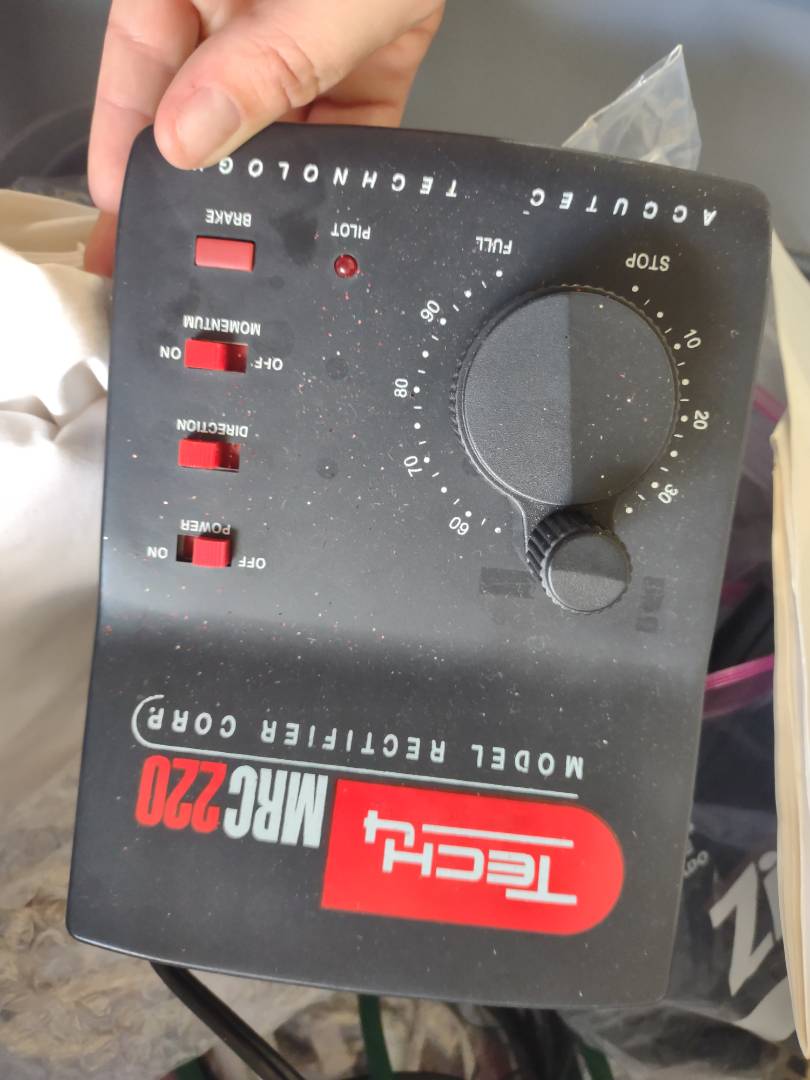 TECH 4
MRC 220
MODEL RECTIFIER CORP.
OFF POWER ON
DIRECTION
OFF MOMENTUM ON
BRAKE
PILOT
STOP
10
20
30
60
70
80
90
FULL
ACCUTEC TECHNOLOGY
Zi